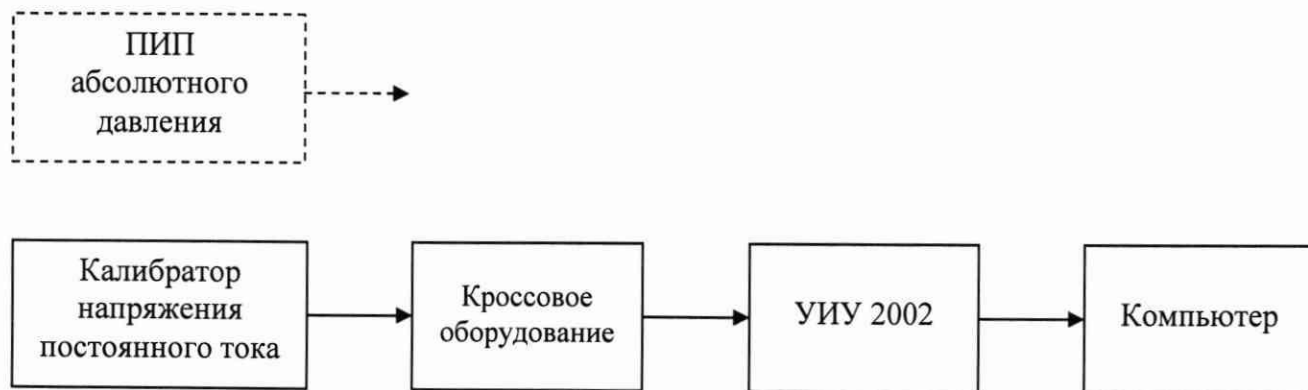 ПИП
абсолютного
давления
Калибратор
напряжения
постоянного тока
Кроссовое
оборудование
УИУ 2002
Компьютер